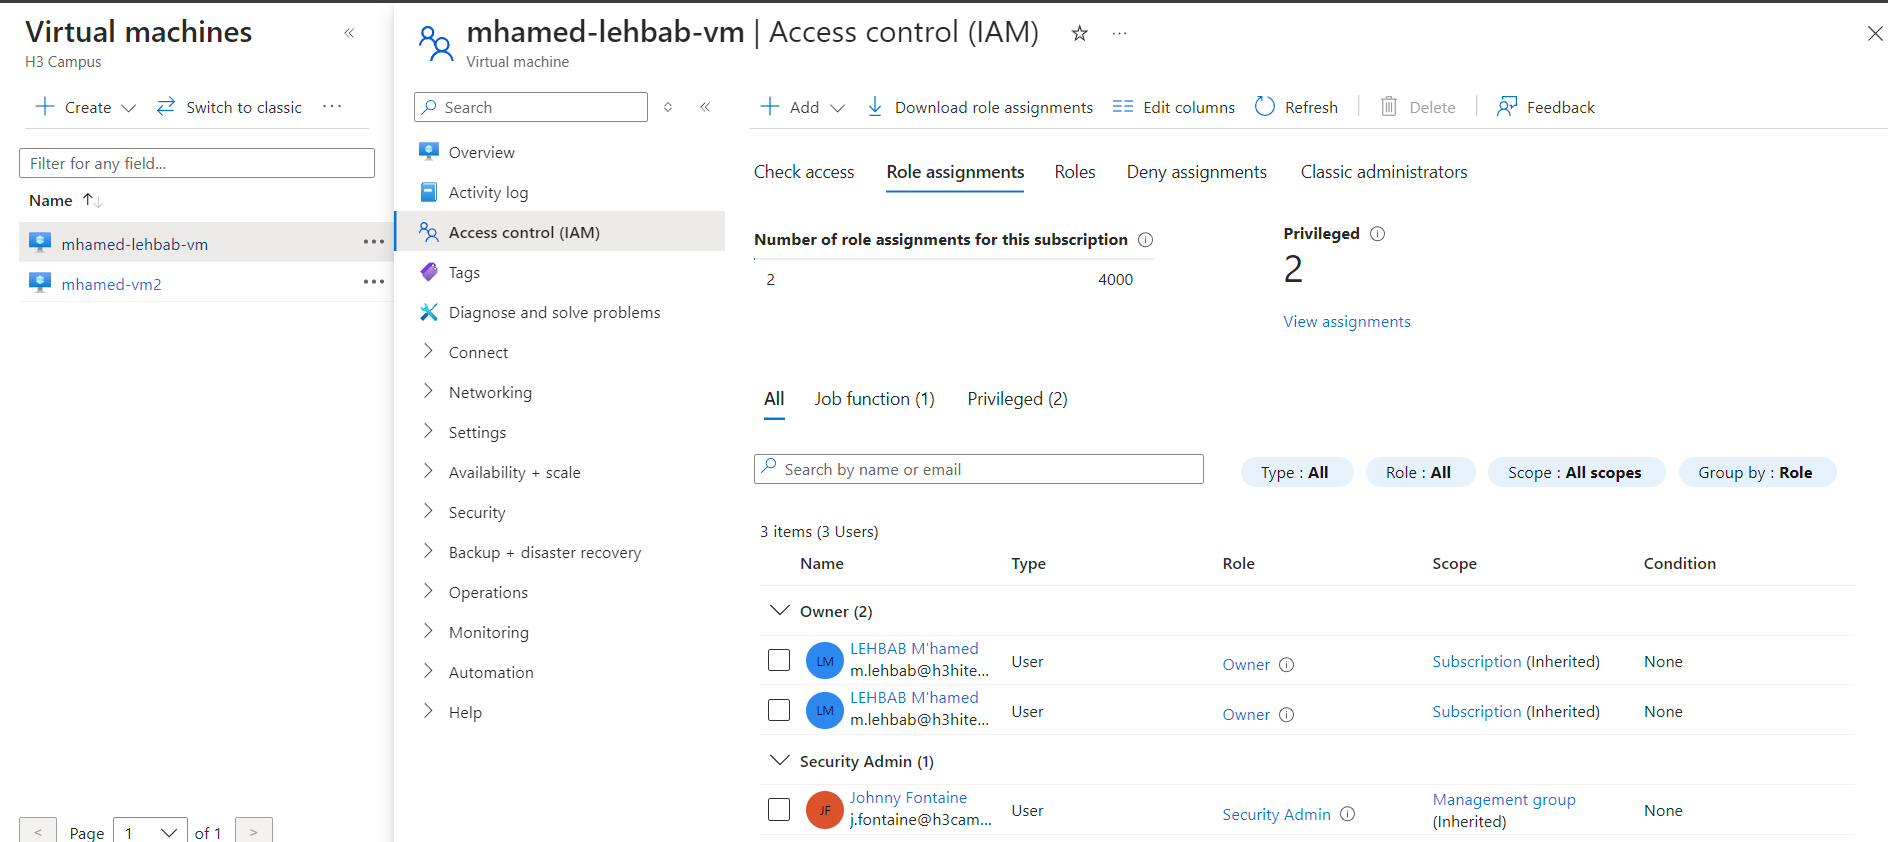 Virtual machines
«
H3 Campus
+ Create
Switch to classic
...
Filter for any field...
Name ↑↓
mhamed-lehbab-vm
...
mhamed-vm2
...
<
Page
1
of 1
>
mhamed-lehbab-vm | Access control (IAM)
...
Virtual machine
Search
«
Overview
Activity log
Access control (IAM)
Tags
Diagnose and solve problems
Connect
Networking
Settings
Availability + scale
Security
Backup + disaster recovery
Operations
Monitoring
Automation
Help
+ Add
Download role assignments
Edit columns
Refresh
Delete
Feedback
Check access
Role assignments
Roles
Deny assignments
Classic administrators
Number of role assignments for this subscription
2
4000
Privileged
2
View assignments
All
Job function (1)
Privileged (2)
Search by name or email
Type : All
Role : All
Scope : All scopes
Group by : Role
3 items (3 Users)
Name
Type
Role
Scope
Condition
Owner (2)
LM
LEHBAB M'hamed
m.lehbab@h3hite...
User
Owner
Subscription (Inherited)
None
LM
LEHBAB M'hamed
m.lehbab@h3hite...
User
Owner
Subscription (Inherited)
None
Security Admin (1)
JF
Johnny Fontaine
j.fontaine@h3cam...
User
Security Admin
Management group
(Inherited)
None